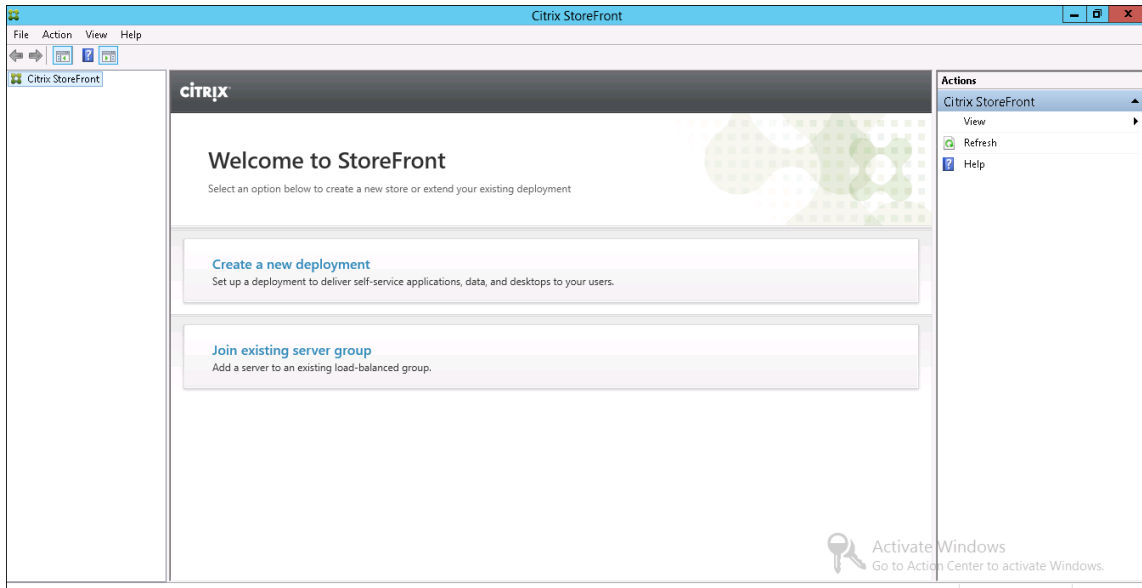 Citrix StoreFront
File Action View Help
Citrix StoreFront
CİTRIX
Welcome to StoreFront
Select an option below to create a new store or extend your existing deployment
Create a new deployment
Set up a deployment to deliver self-service applications, data, and desktops to your users.
Join existing server group
Add a server to an existing load-balanced group.
Actions
Citrix StoreFront
View
Refresh
Help
Activate Windows
Go to Action Center to activate Windows.